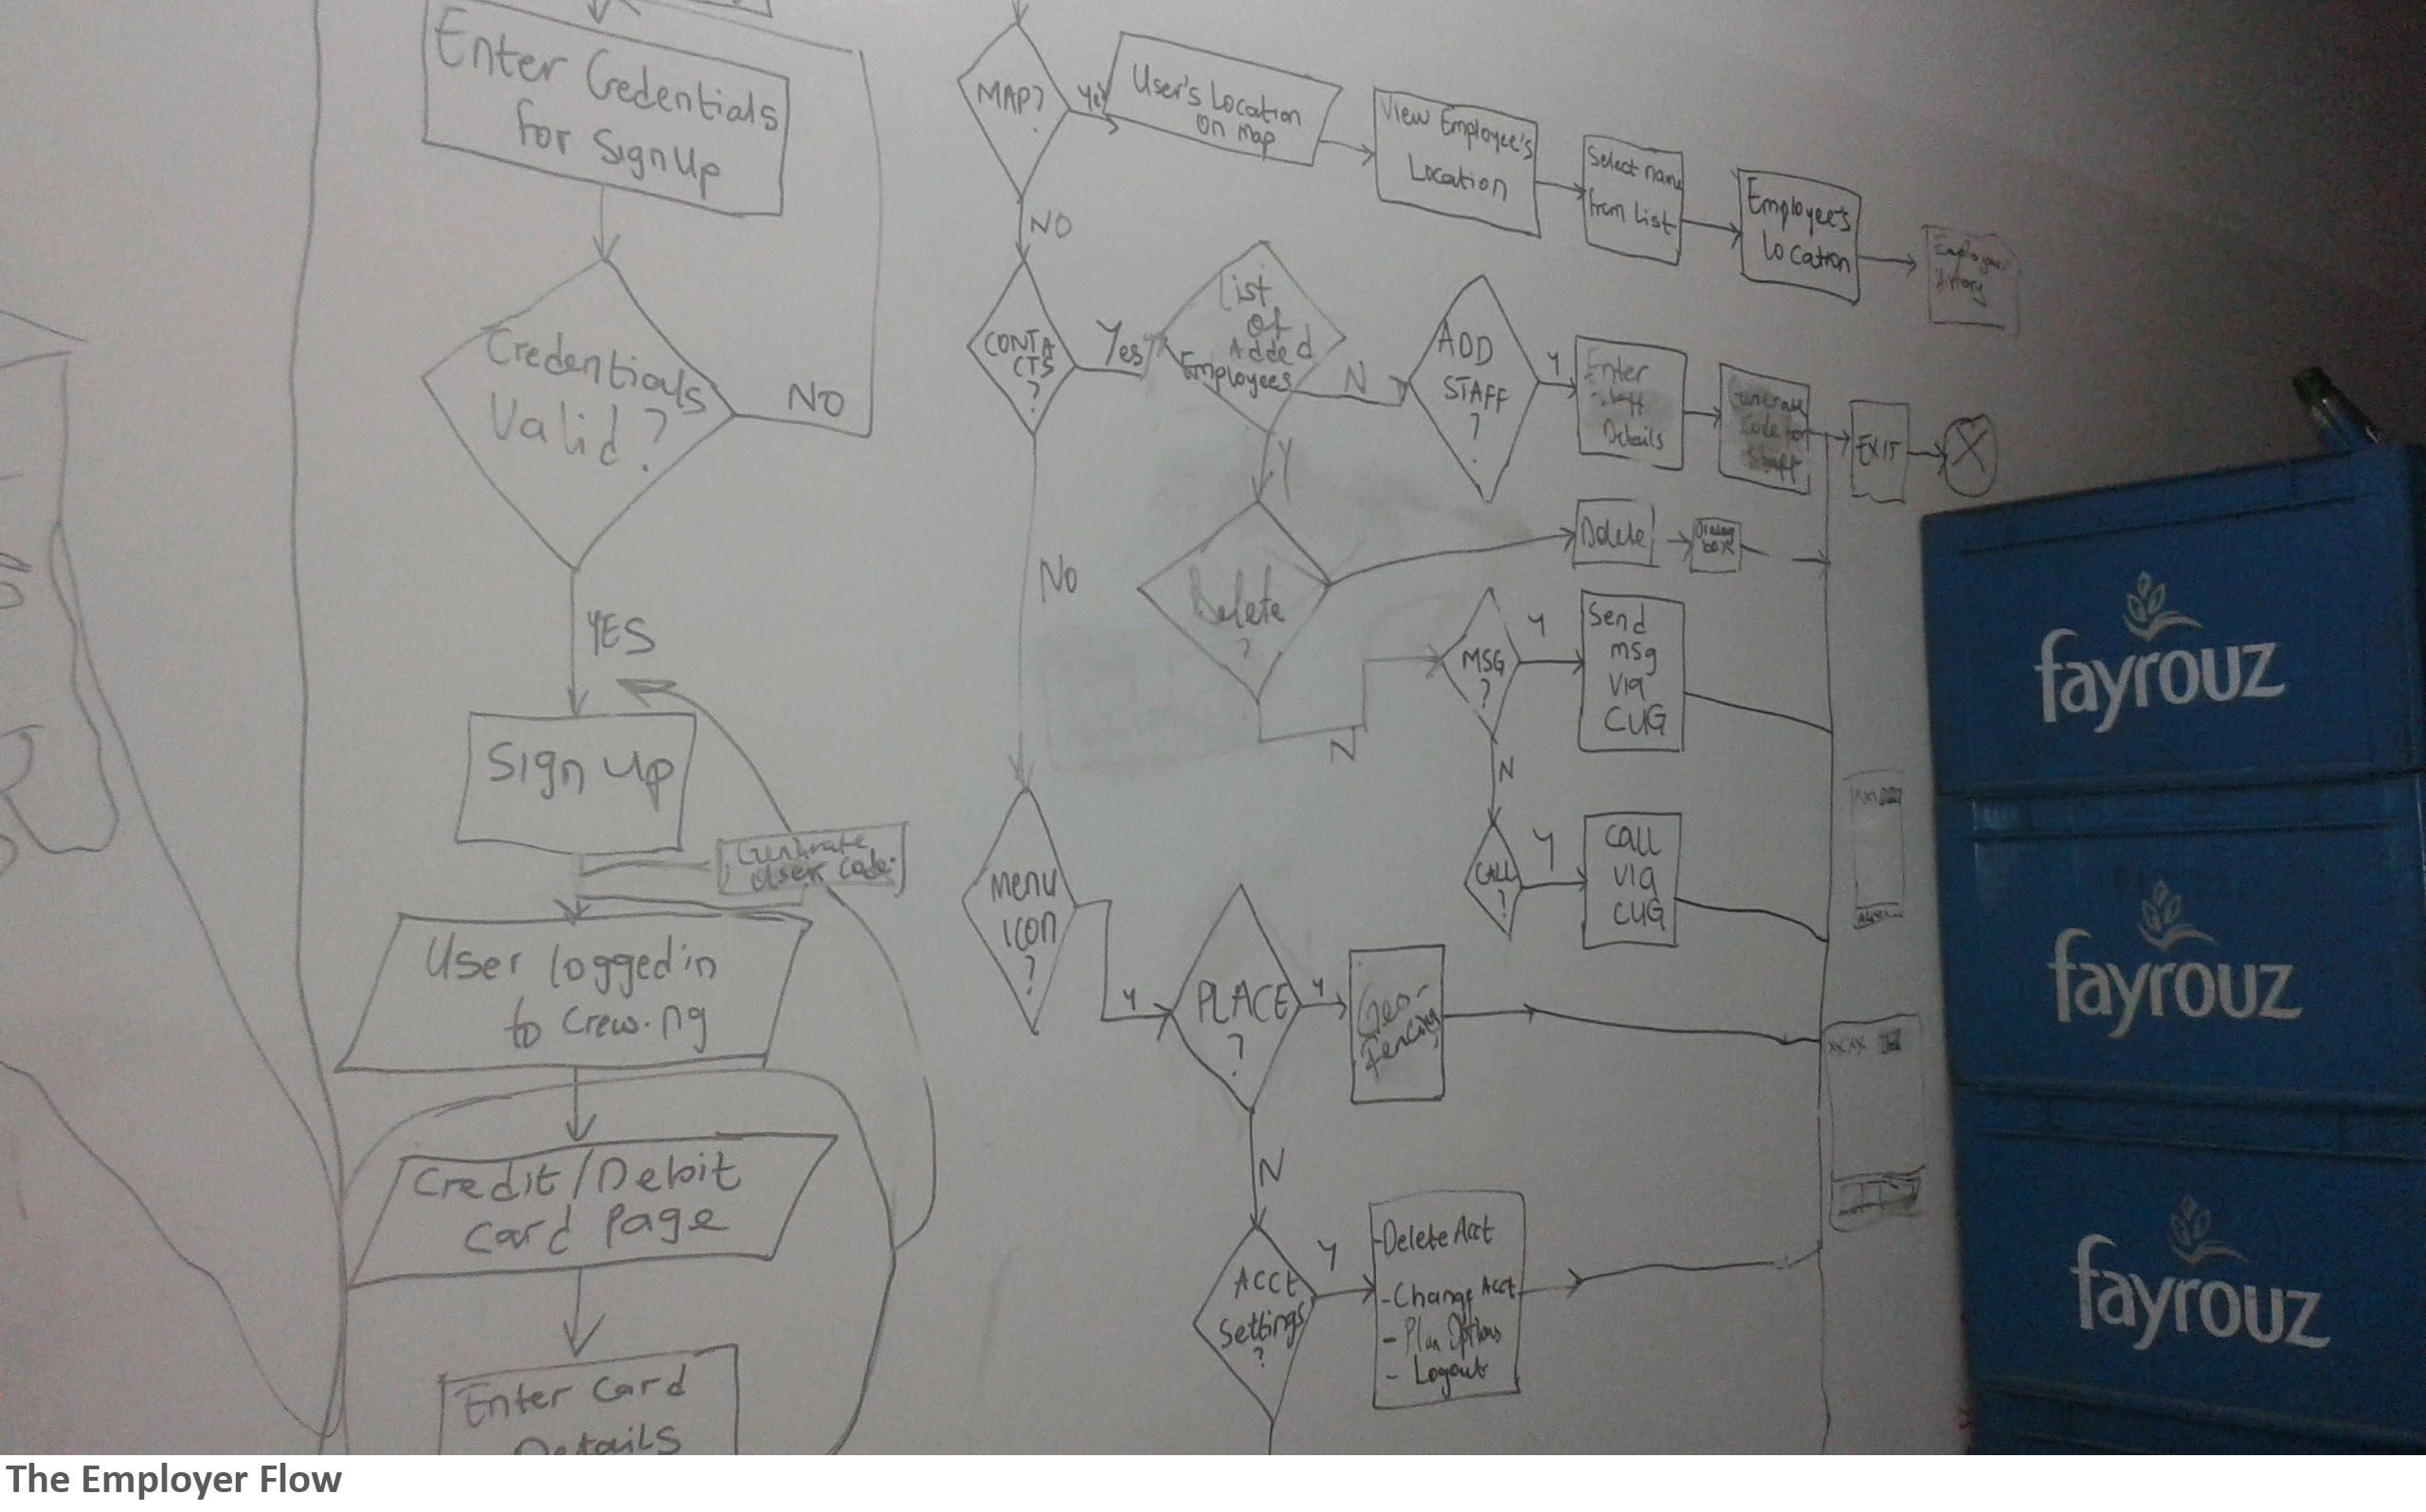 Enter Credentials
for SignUp
Credentials
Valid?
NO
YES
Sign up
Generate
User Code.
User logged in
to Crew.ng
Credit/Debit
Card Page
Enter Card
Details
MAP?
Yes
User's Location
On Map
View Employee's
Location
Select name
from List
Employee's
Location
History
NO
CONTA
CTS
?
Yes
List
of
Added
Employees
N
ADD
STAFF
?
Y
Enter
Staff
Details
Generate
Code for
Staff
EXIT
X
Y
NO
Delete
?
Delete
Dialog
box
N
MSG
?
Y
Send
msg
via
CUG
N
CALL
?
Y
Call
via
CUG
Menu
icon
?
Y
PLACE
?
Y
Geo-
Fencing
N
ACCt
Settings
?
Y
-Delete Acct
-Change Acct
- Plan Options
- Logout
fayrouz
fayrouz
fayrouz
The Employer Flow